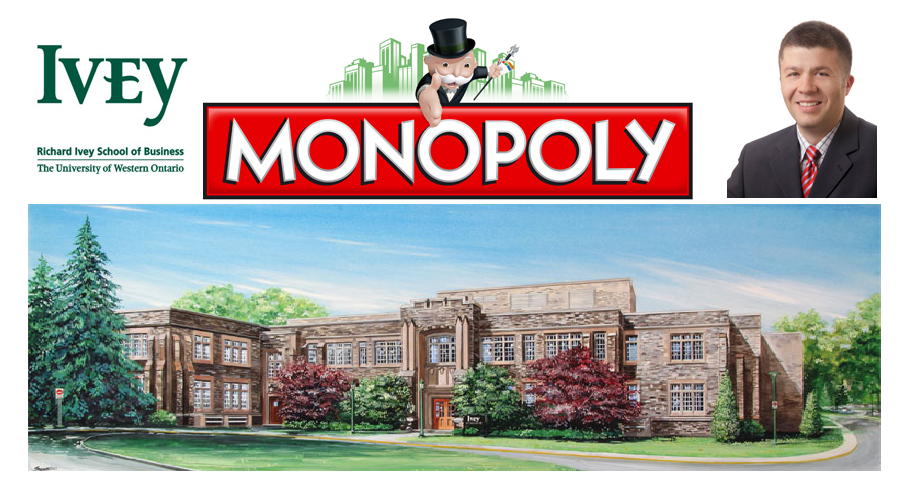 IVEY
Richard Ivey School of Business
The University of Western Ontario
MONOPOLY
Ivey